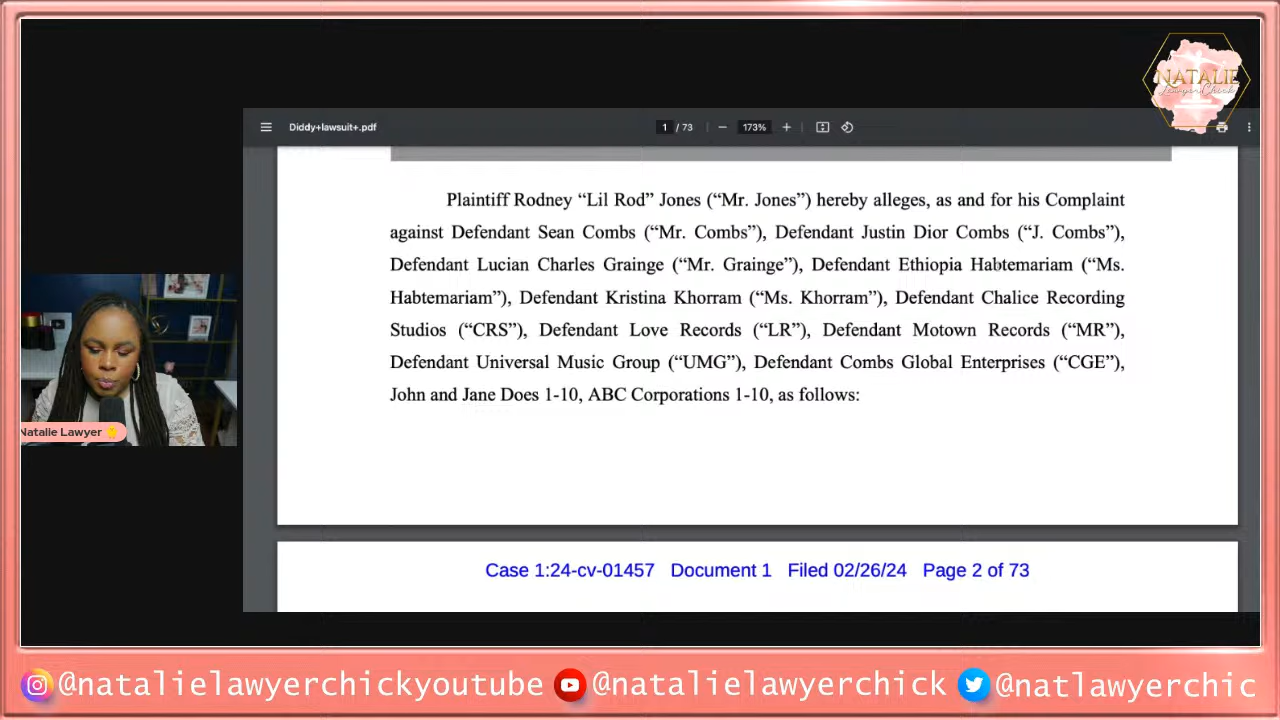 NATALIE
LawyerChick
Diddy+lawsuit+.pdf
1 / 73
173%
Plaintiff Rodney “Lil Rod” Jones (“Mr. Jones”) hereby alleges, as and for his Complaint
against Defendant Sean Combs (“Mr. Combs”), Defendant Justin Dior Combs (“J. Combs”),
Defendant Lucian Charles Grainge (“Mr. Grainge”), Defendant Ethiopia Habtemariam (“Ms.
Habtemariam”), Defendant Kristina Khorram (“Ms. Khorram”), Defendant Chalice Recording
Studios (“CRS”), Defendant Love Records (“LR”), Defendant Motown Records (“MR”),
Defendant Universal Music Group (“UMG”), Defendant Combs Global Enterprises (“CGE”),
John and Jane Does 1-10, ABC Corporations 1-10, as follows:
Natalie Lawyer
Case 1:24-cv-01457 Document 1 Filed 02/26/24 Page 2 of 73
@natalielawyerchickyoutube @natalielawyerchick @natlawyerchic